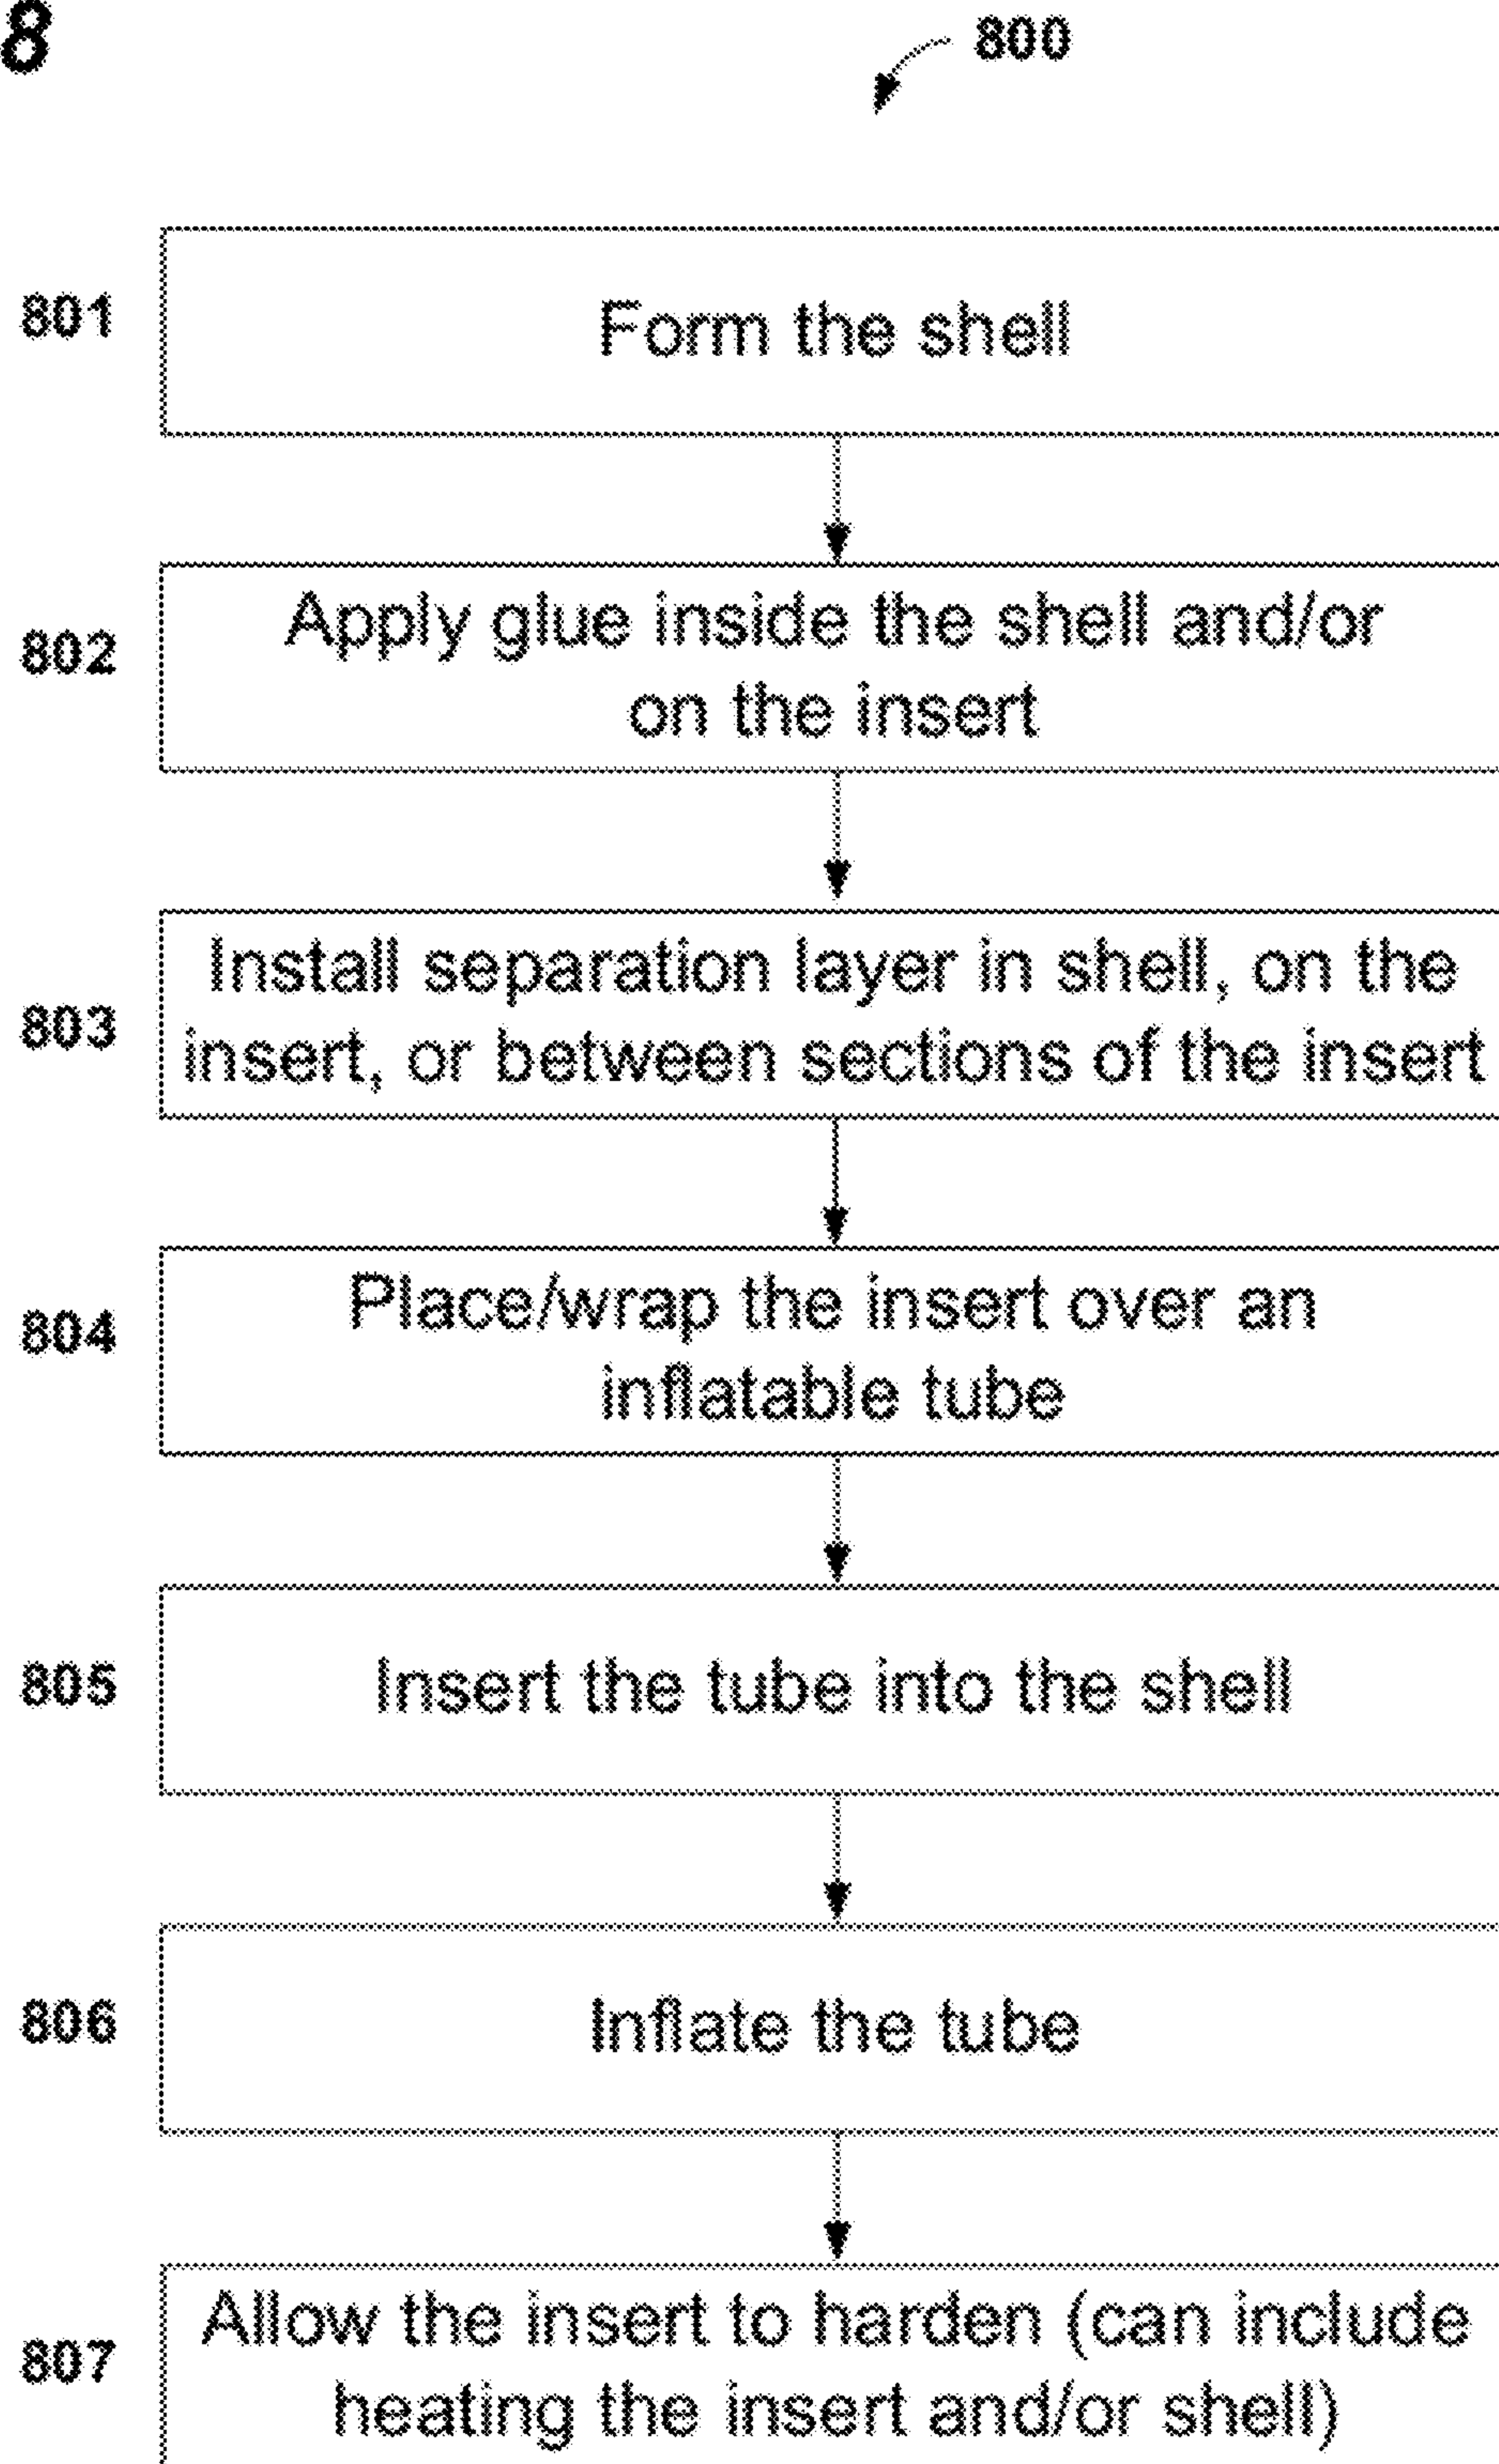 8
800
801
Form the shell
802
Apply glue inside the shell and/or
on the insert
803
Install separation layer in shell, on the
insert, or between sections of the insert
804
Place/wrap the insert over an
inflatable tube
805
Insert the tube into the shell
806
Inflate the tube
807
Allow the insert to harden (can include
heating the insert and/or shell)